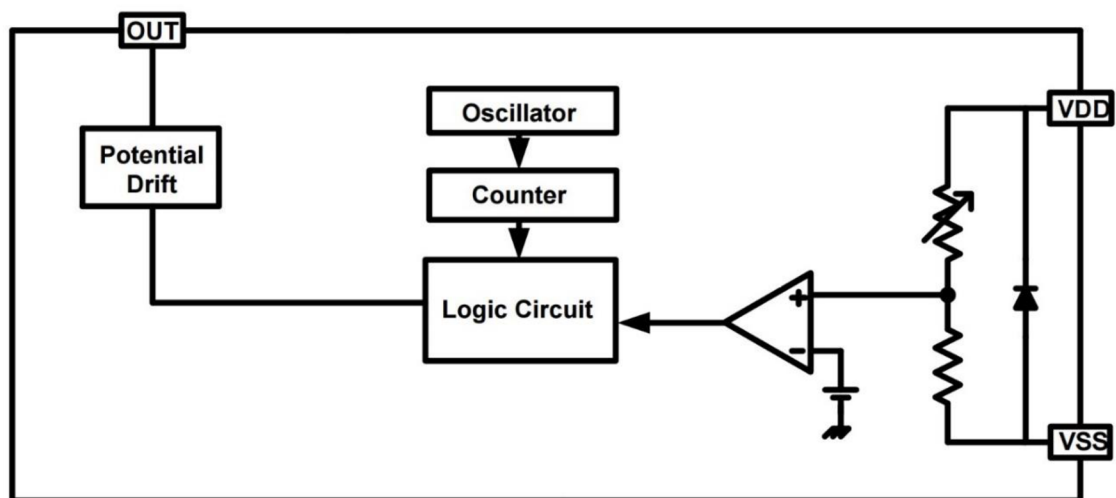 OUT
Oscillator
VDD
Potential
Drift
Counter
Logic Circuit
+
-
VSS